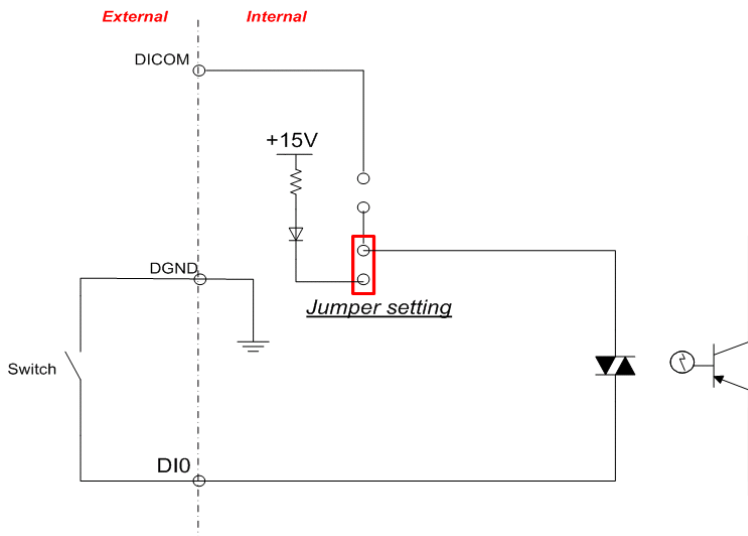 External
Internal
DICOM
+15V
DGND
Jumper setting
Switch
DI0